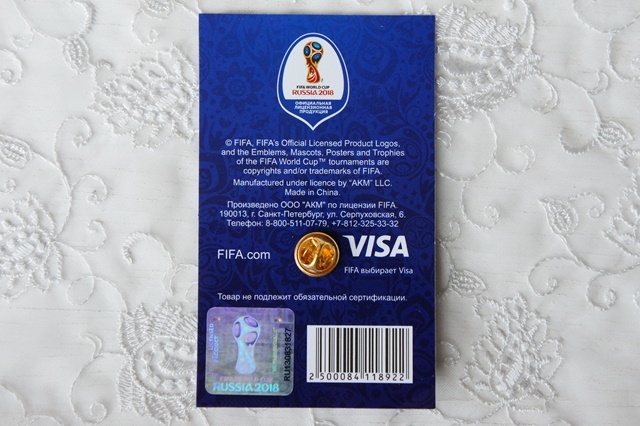 FIFA WORLD CUP
RUSSIA 2018
ОФИЦИАЛЬНАЯ
ЛИЦЕНЗИОННАЯ
ПРОДУКЦИЯ
© FIFA, FIFA's Official Licensed Product Logos,
and the Emblems, Mascots, Posters and Trophies
of the FIFA World Cup™ tournaments are
copyrights and/or trademarks of FIFA.
Manufactured under licence by "AKM" LLC.
Made in China.
Произведено ООО "АКМ" по лицензии FIFA.
190013, г. Санкт-Петербург, ул. Серпуховская, 6.
Телефон: 8-800-511-07-79, +7-812-325-33-32
FIFA.com
VISA
FIFA выбирает Visa
Товар не подлежит обязательной сертификации.
RUSSIA 2018
RU130831827
2 500084 118922